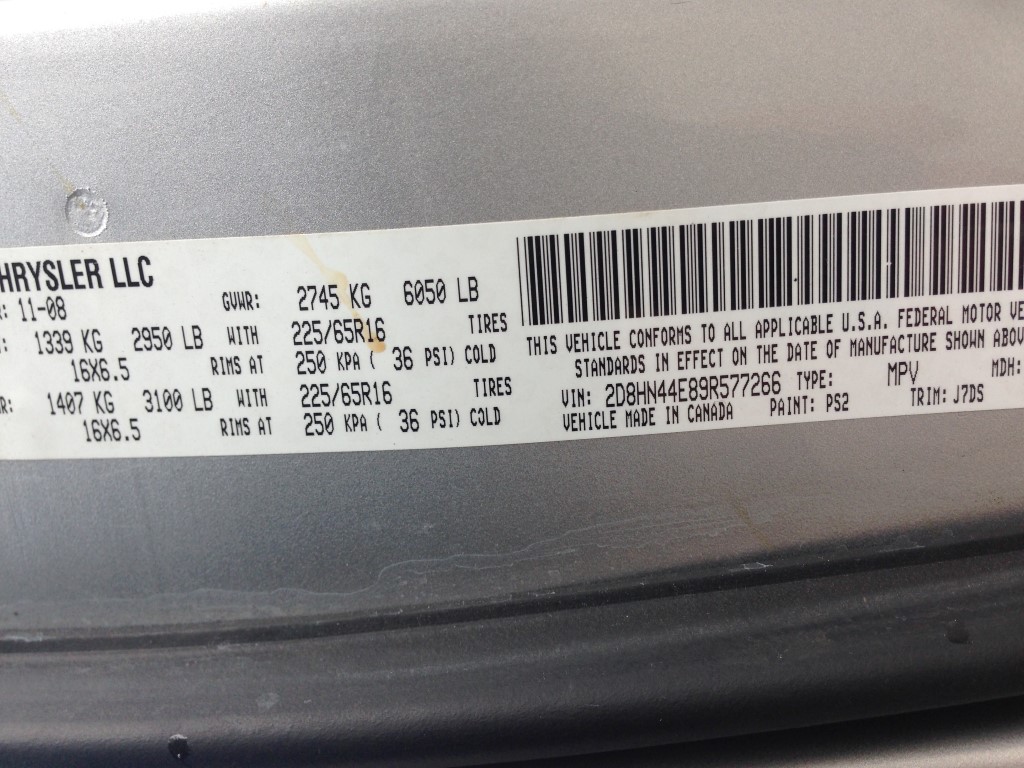 HRYSLER LLC
R: 11-08 GVWR: 2745 KG 6050 LB
: 1339 KG 2950 LB WITH 225/65R16 TIRES
16X6.5 RIMS AT 250 KPA ( 36 PSI) COLD
R: 1407 KG 3100 LB WITH 225/65R16 TIRES
16X6.5 RIMS AT 250 KPA ( 36 PSI) COLD
THIS VEHICLE CONFORMS TO ALL APPLICABLE U.S.A. FEDERAL MOTOR VE
STANDARDS IN EFFECT ON THE DATE OF MANUFACTURE SHOWN ABOV
VIN: 2D8HN44E89R577266 TYPE: MPV MDH:
VEHICLE MADE IN CANADA PAINT: PS2 TRIM: J7DS